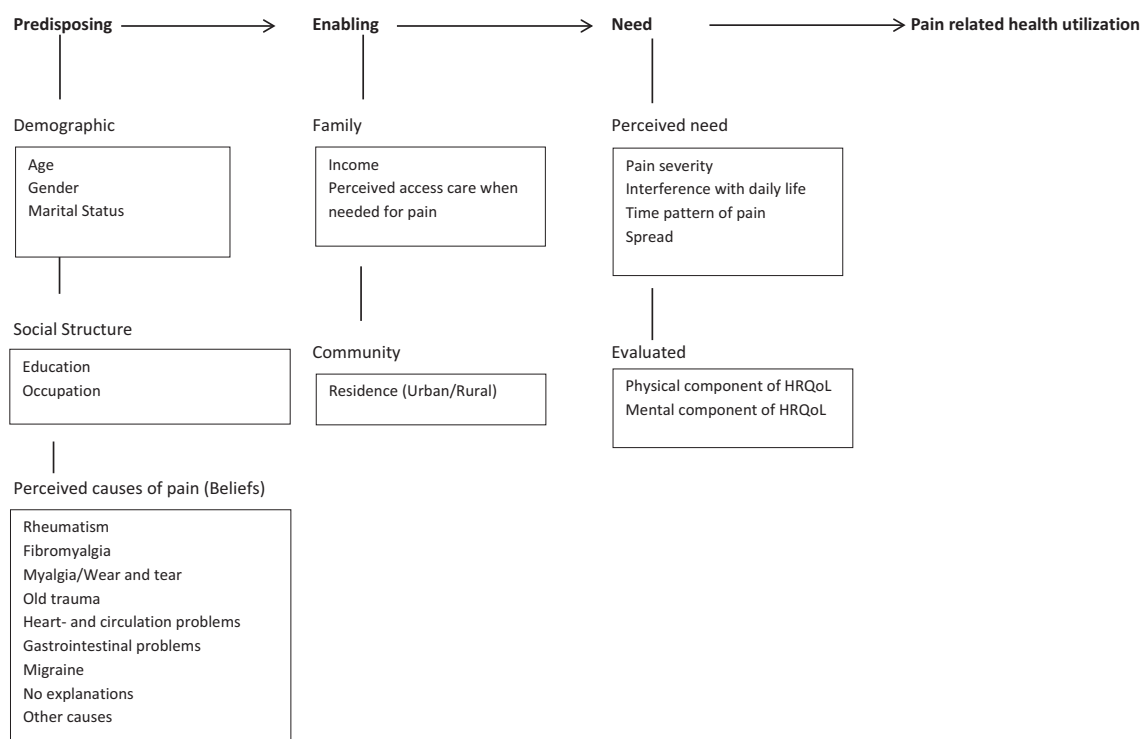 Predisposing
Enabling
Need
Pain related health utilization
Demographic
Age
Gender
Marital Status
Social Structure
Education
Occupation
Perceived causes of pain (Beliefs)
Rheumatism
Fibromyalgia
Myalgia/Wear and tear
Old trauma
Heart- and circulation problems
Gastrointestinal problems
Migraine
No explanations
Other causes
Family
Income
Perceived access care when
needed for pain
Community
Residence (Urban/Rural)
Perceived need
Pain severity
Interference with daily life
Time pattern of pain
Spread
Evaluated
Physical component of HRQoL
Mental component of HRQoL